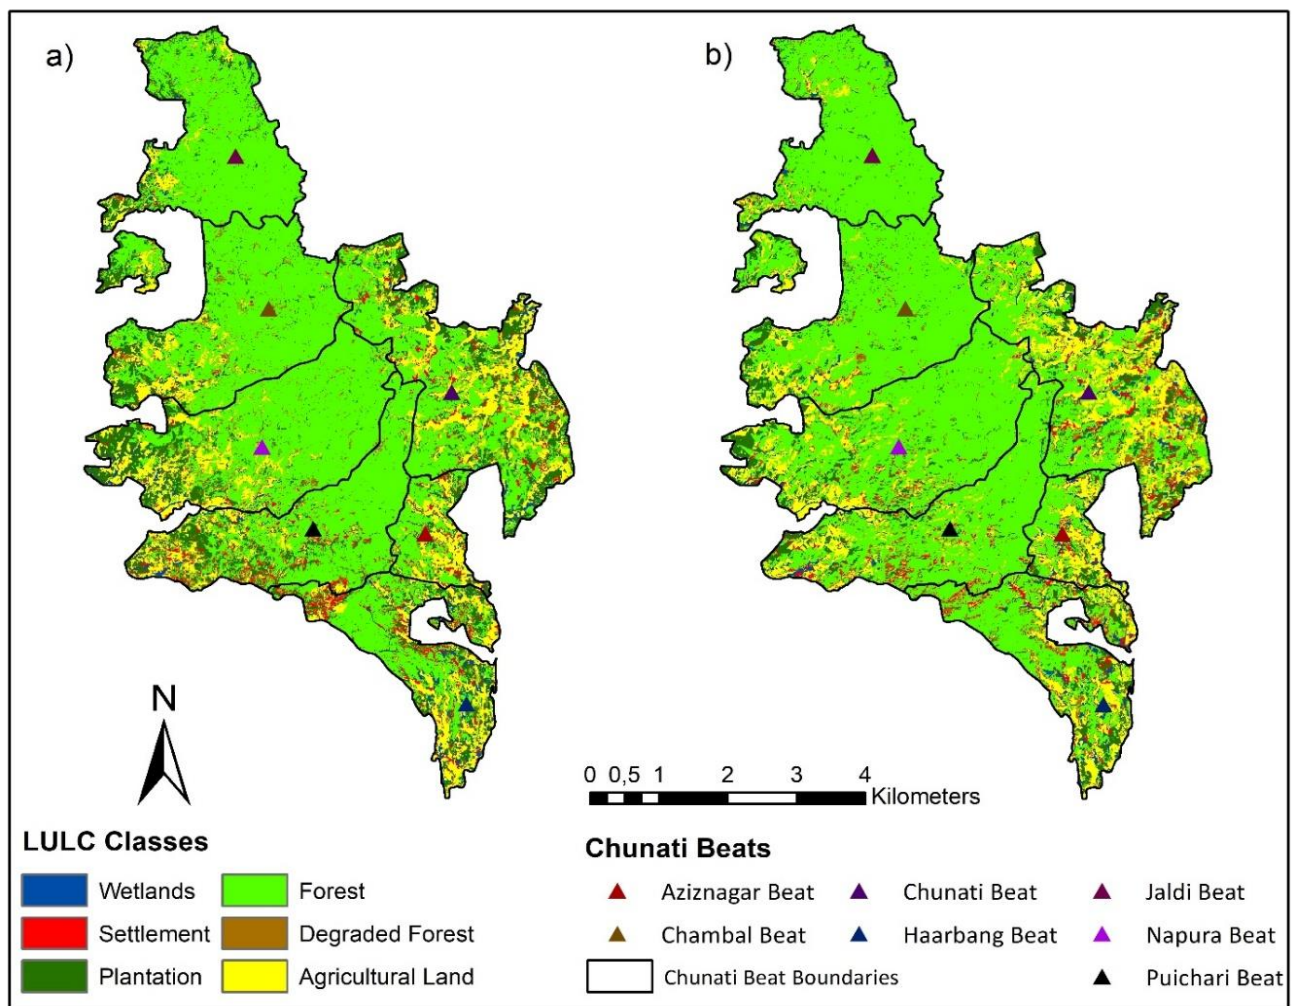 a)
b)
N
0 0,5 1 2 3 4
Kilometers
LULC Classes
Wetlands
Forest
Settlement
Degraded Forest
Plantation
Agricultural Land
Chunati Beats
Aziznagar Beat
Chunati Beat
Jaldi Beat
Chambal Beat
Haarbang Beat
Napura Beat
Chunati Beat Boundaries
Puichari Beat